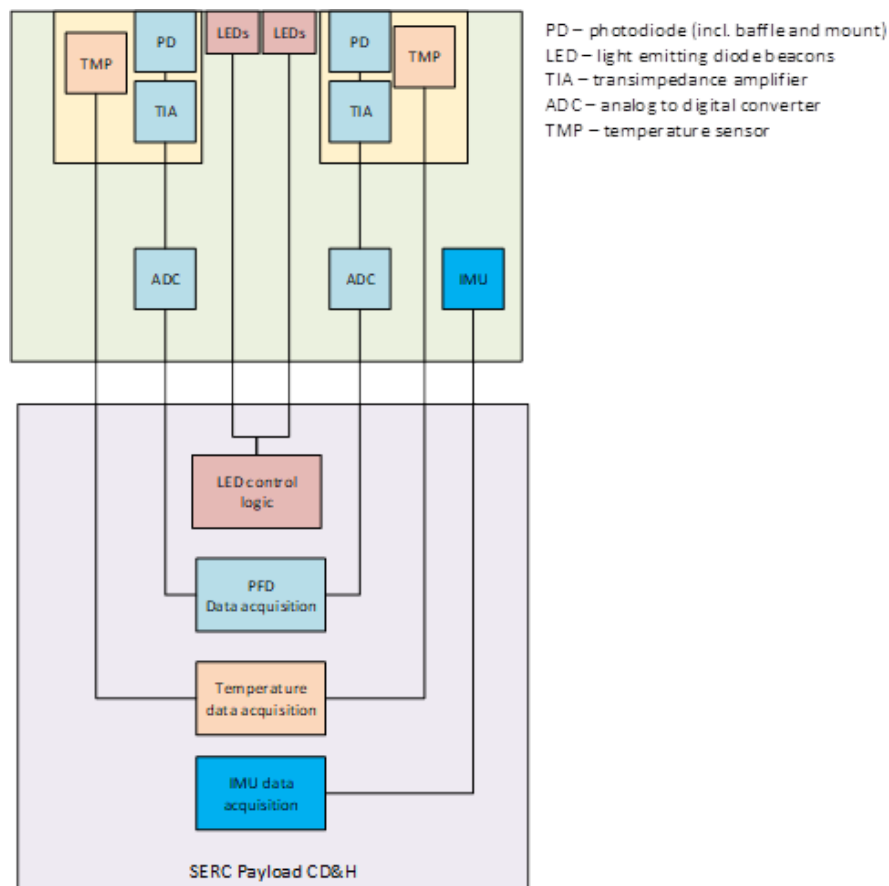 PD
LEDs
LEDs
PD
TMP
TMP
TIA
TIA
ADC
ADC
IMU
LED control
logic
PFD
Data acquisition
Temperature
data acquisition
IMU data
acquisition
SERC Payload CD&H
PD – photodiode (incl. baffle and mount)
LED – light emitting diode beacons
TIA – transimpedance amplifier
ADC – analog to digital converter
TMP – temperature sensor